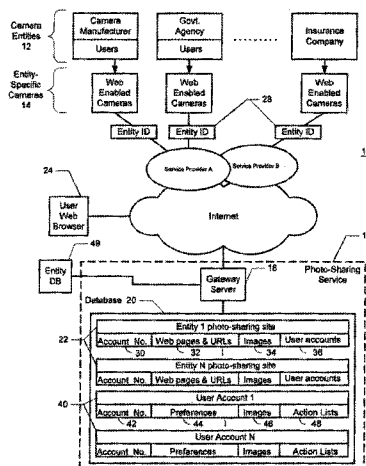 Camera Entities 12
Camera Manufacturer
Users
Govt. Agency
Users
Insurance Company
Entity-Specific Cameras 14
Web Enabled Cameras
Web Enabled Cameras
Web Enabled Cameras
28
Entity ID
Entity ID
Entity ID
Service Provider A
Service Provider B
1
24
User Web Browser
Internet
1
49
Entity DB
18
Gateway Server
Photo-Sharing Service
Database 20
22
Entity 1 photo-sharing site
Account No. Web pages & URLs Images User accounts
30 32 34 36
Entity N photo-sharing site
Account No. Web pages & URLs Images User accounts
40
User Account 1
Account No. Preferences Images Action Lists
42 44 46 48
User Account N
Account No. Preferences Images Action Lists